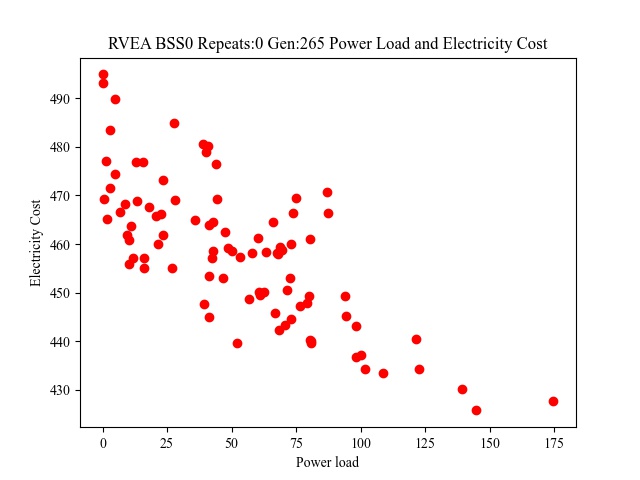 RVEA BSS0 Repeats:0 Gen:265 Power Load and Electricity Cost
490
480
470
460
450
440
430
Electricity Cost
0 25 50 75 100 125 150 175
Power load